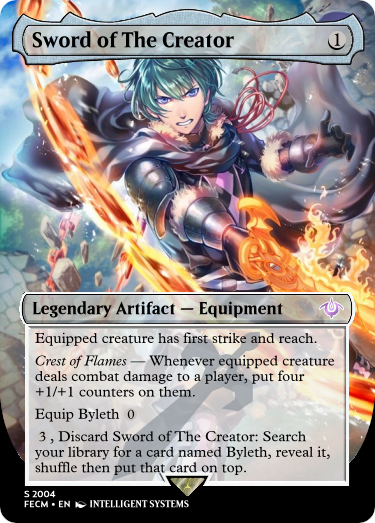 Sword of The Creator
1
Legendary Artifact — Equipment
Equipped creature has first strike and reach.
Crest of Flames — Whenever equipped creature
deals combat damage to a player, put four
+1/+1 counters on them.
Equip Byleth 0
3 , Discard Sword of The Creator: Search
your library for a card named Byleth, reveal it,
shuffle then put that card on top.
S 2004
FECM • EN INTELLIGENT SYSTEMS